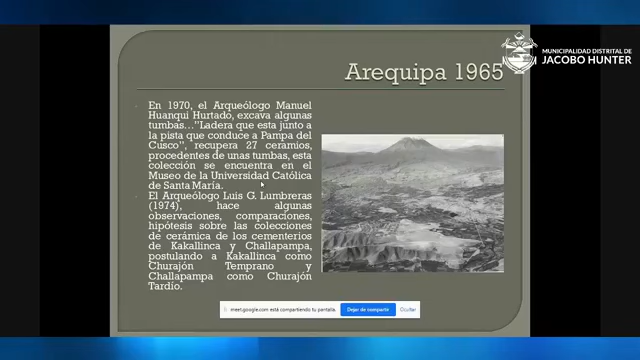 MUNICIPALIDAD DISTRITAL DE
JACOBO HUNTER
Arequipa 1965
En 1970, el Arqueólogo Manuel
Huanqui Hurtado, excava algunas
tumbas…"Ladera que esta junto a
la pista que conduce a Pampa del
Cusco", recupera 27 ceramios,
procedentes de unas tumbas, esta
colección se encuentra en el
Museo de la Universidad Católica
de Santa María.
El Arqueólogo Luis G. Lumbreras
(1974), hace algunas
observaciones, comparaciones,
hipótesis sobre las colecciones
de cerámica de los cementerios
de Kakallinca y Challapampa,
postulando a Kakallinca como
Churajón Temprano y
Challapampa como Churajón
Tardío.
meet.google.com está compartiendo tu pantalla.
Dejar de compartir
Ocultar